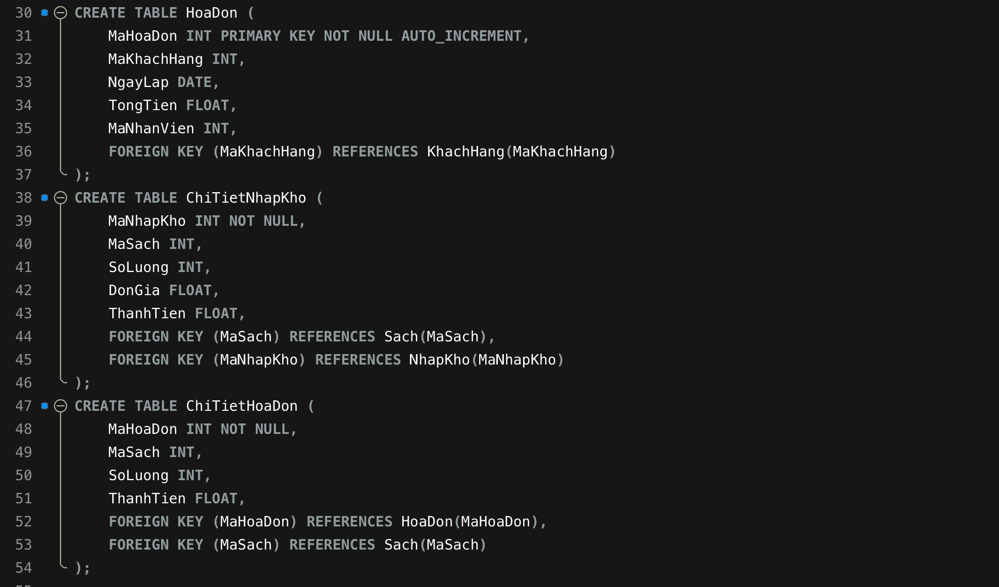 30 CREATE TABLE HoaDon (
31 MaHoaDon INT PRIMARY KEY NOT NULL AUTO_INCREMENT,
32 MaKhachHang INT,
33 NgayLap DATE,
34 TongTien FLOAT,
35 MaNhanVien INT,
36 FOREIGN KEY (MaKhachHang) REFERENCES KhachHang(MaKhachHang)
37 );
38 CREATE TABLE ChiTietNhapKho (
39 MaNhapKho INT NOT NULL,
40 MaSach INT,
41 SoLuong INT,
42 DonGia FLOAT,
43 ThanhTien FLOAT,
44 FOREIGN KEY (MaSach) REFERENCES Sach(MaSach),
45 FOREIGN KEY (MaNhapKho) REFERENCES NhapKho(MaNhapKho)
46 );
47 CREATE TABLE ChiTietHoaDon (
48 MaHoaDon INT NOT NULL,
49 MaSach INT,
50 SoLuong INT,
51 ThanhTien FLOAT,
52 FOREIGN KEY (MaHoaDon) REFERENCES HoaDon(MaHoaDon),
53 FOREIGN KEY (MaSach) REFERENCES Sach(MaSach)
54 );